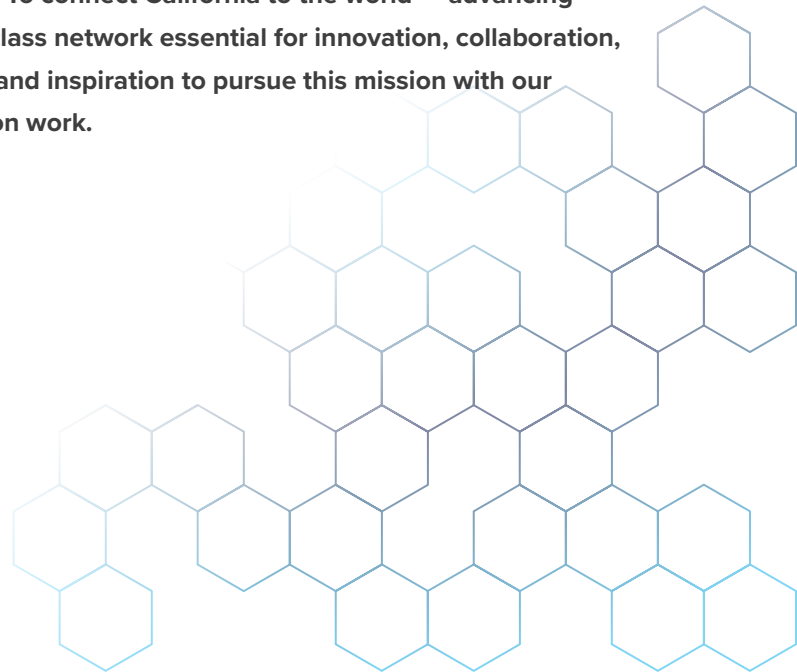 To connect California to the world — advancing
lass network essential for innovation, collaboration,
and inspiration to pursue this mission with our
on work.